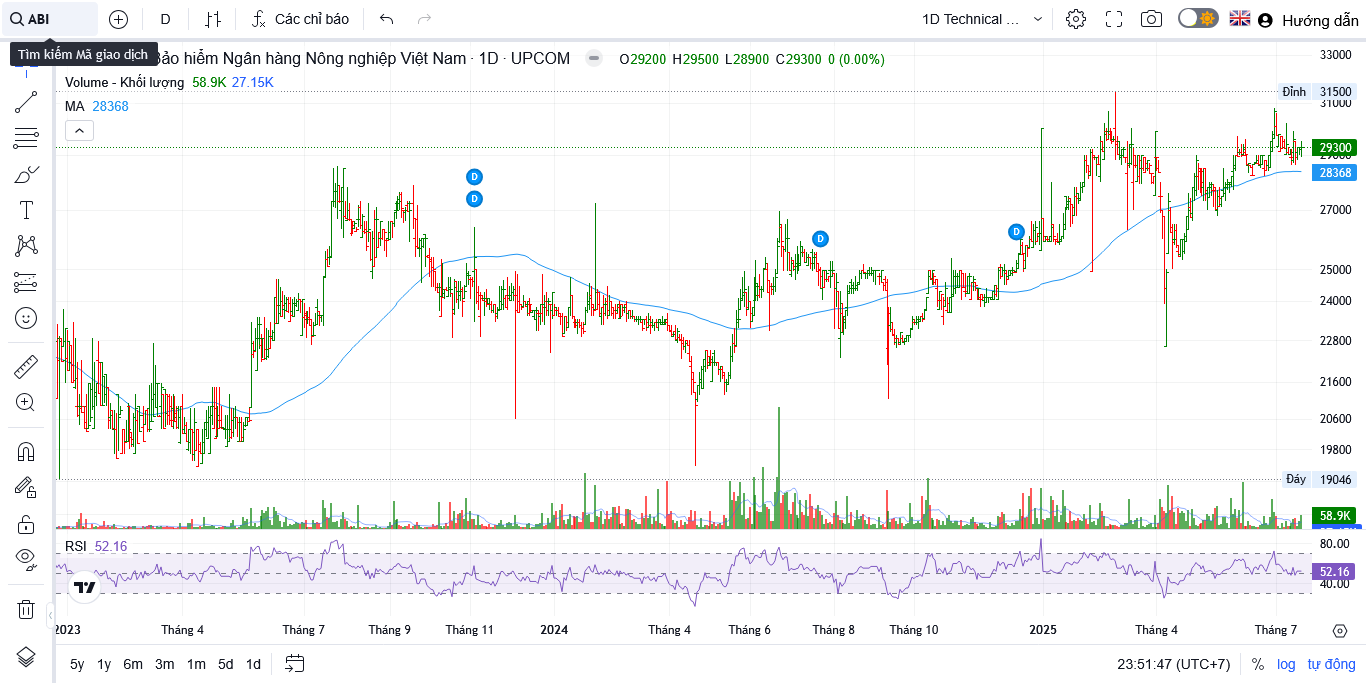 ABI D Các chỉ báo 1D Technical ... Hướng dẫn
Tìm kiếm Mã giao dịch
Bảo hiểm Ngân hàng Nông nghiệp Việt Nam · 1D · UPCOM O29200 H29500 L28900 C29300 0 (0.00%)
Volume - Khối lượng 58.9K 27.15K
MA 28368
D
D
D
D
33000
Đỉnh 31500
31000
29300
29000
28368
27000
25000
24000
22800
21600
20600
19800
Đáy 19046
58.9K
RSI 52.16
80.00
52.16
40.00
2023 Tháng 4 Tháng 7 Tháng 9 Tháng 11 2024 Tháng 4 Tháng 6 Tháng 8 Tháng 10 2025 Tháng 4 Tháng 7
5y 1y 6m 3m 1m 5d 1d 23:51:47 (UTC+7) % log tự động